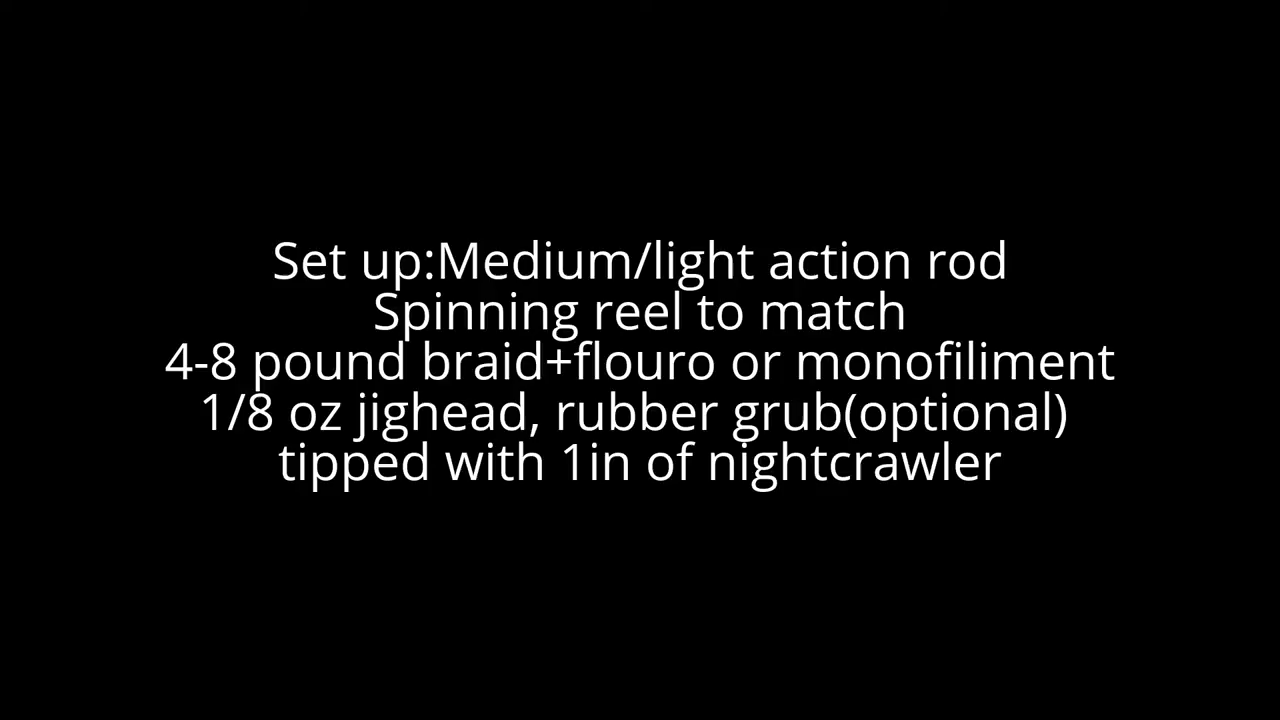 Set up:Medium/light action rod
Spinning reel to match
4-8 pound braid+flouro or monofiliment
1/8 oz jighead, rubber grub(optional)
tipped with 1in of nightcrawler